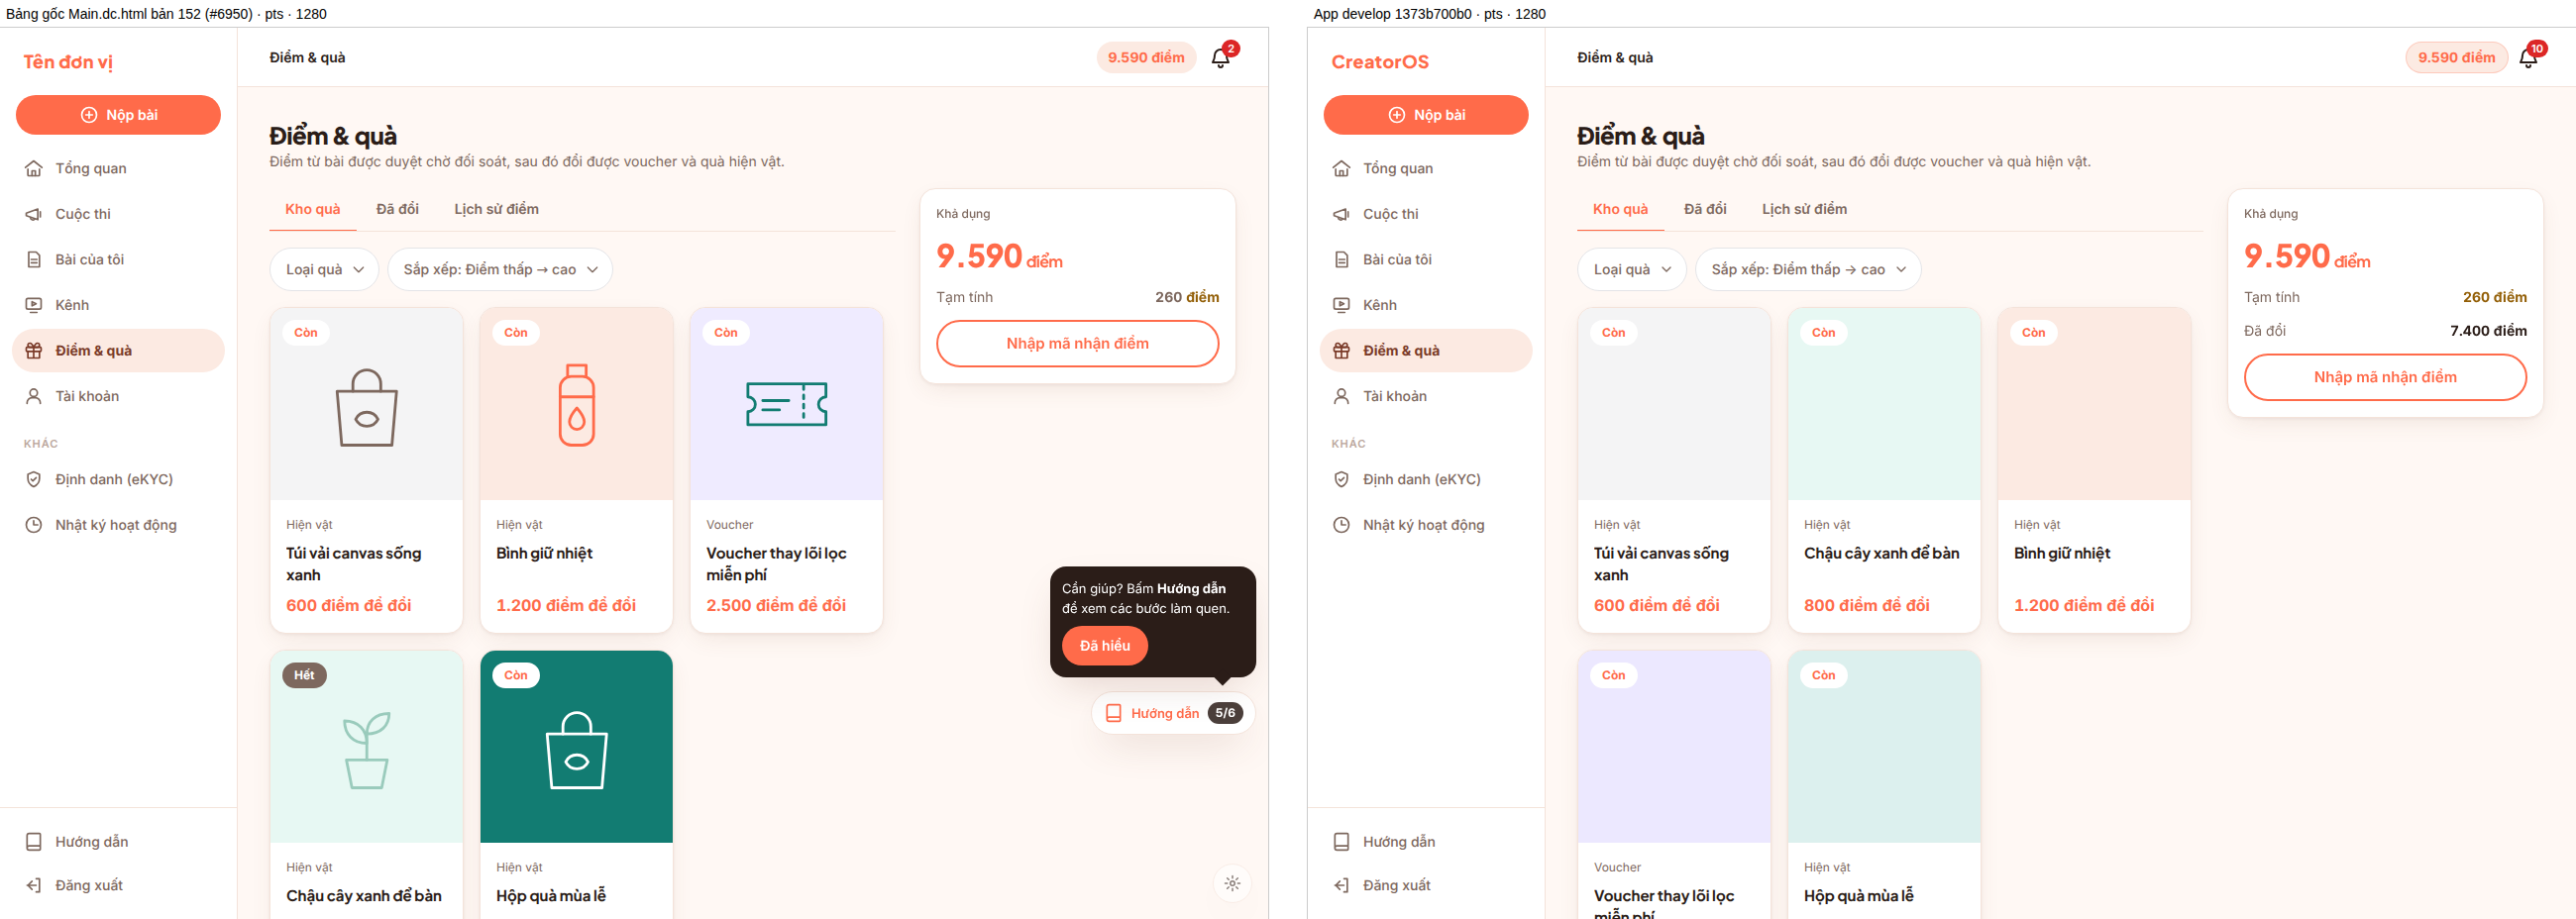 Bảng gốc Main.dc.html bản 152 (#6950) · pts · 1280
Tên đơn vị
Nộp bài
Tổng quan
Cuộc thi
Bài của tôi
Kênh
Điểm & quà
Tài khoản
KHÁC
Định danh (eKYC)
Nhật ký hoạt động
Hướng dẫn
Đăng xuất
Điểm & quà
9.590 điểm
2
Điểm & quà
Điểm từ bài được duyệt chờ đối soát, sau đó đổi được voucher và quà hiện vật.
Kho quà
Đã đổi
Lịch sử điểm
Loại quà
Sắp xếp: Điểm thấp → cao
Còn
Hiện vật
Túi vải canvas sống
xanh
600 điểm để đổi
Còn
Hiện vật
Bình giữ nhiệt
1.200 điểm để đổi
Còn
Voucher
Voucher thay lõi lọc
miễn phí
2.500 điểm để đổi
Hết
Hiện vật
Chậu cây xanh để bàn
Còn
Hiện vật
Hộp quà mùa lễ
Khả dụng
9.590 điểm
Tạm tính
260 điểm
Nhập mã nhận điểm
Cần giúp? Bấm Hướng dẫn
để xem các bước làm quen.
Đã hiểu
Hướng dẫn
5/6
App develop 1373b700b0 · pts · 1280
CreatorOS
Nộp bài
Tổng quan
Cuộc thi
Bài của tôi
Kênh
Điểm & quà
Tài khoản
KHÁC
Định danh (eKYC)
Nhật ký hoạt động
Hướng dẫn
Đăng xuất
Điểm & quà
9.590 điểm
10
Điểm & quà
Điểm từ bài được duyệt chờ đối soát, sau đó đổi được voucher và quà hiện vật.
Kho quà
Đã đổi
Lịch sử điểm
Loại quà
Sắp xếp: Điểm thấp → cao
Còn
Hiện vật
Túi vải canvas sống
xanh
600 điểm để đổi
Còn
Hiện vật
Chậu cây xanh để bàn
800 điểm để đổi
Còn
Hiện vật
Bình giữ nhiệt
1.200 điểm để đổi
Còn
Voucher
Voucher thay lõi lọc
miễn phí
Còn
Hiện vật
Hộp quà mùa lễ
Khả dụng
9.590 điểm
Tạm tính
260 điểm
Đã đổi
7.400 điểm
Nhập mã nhận điểm